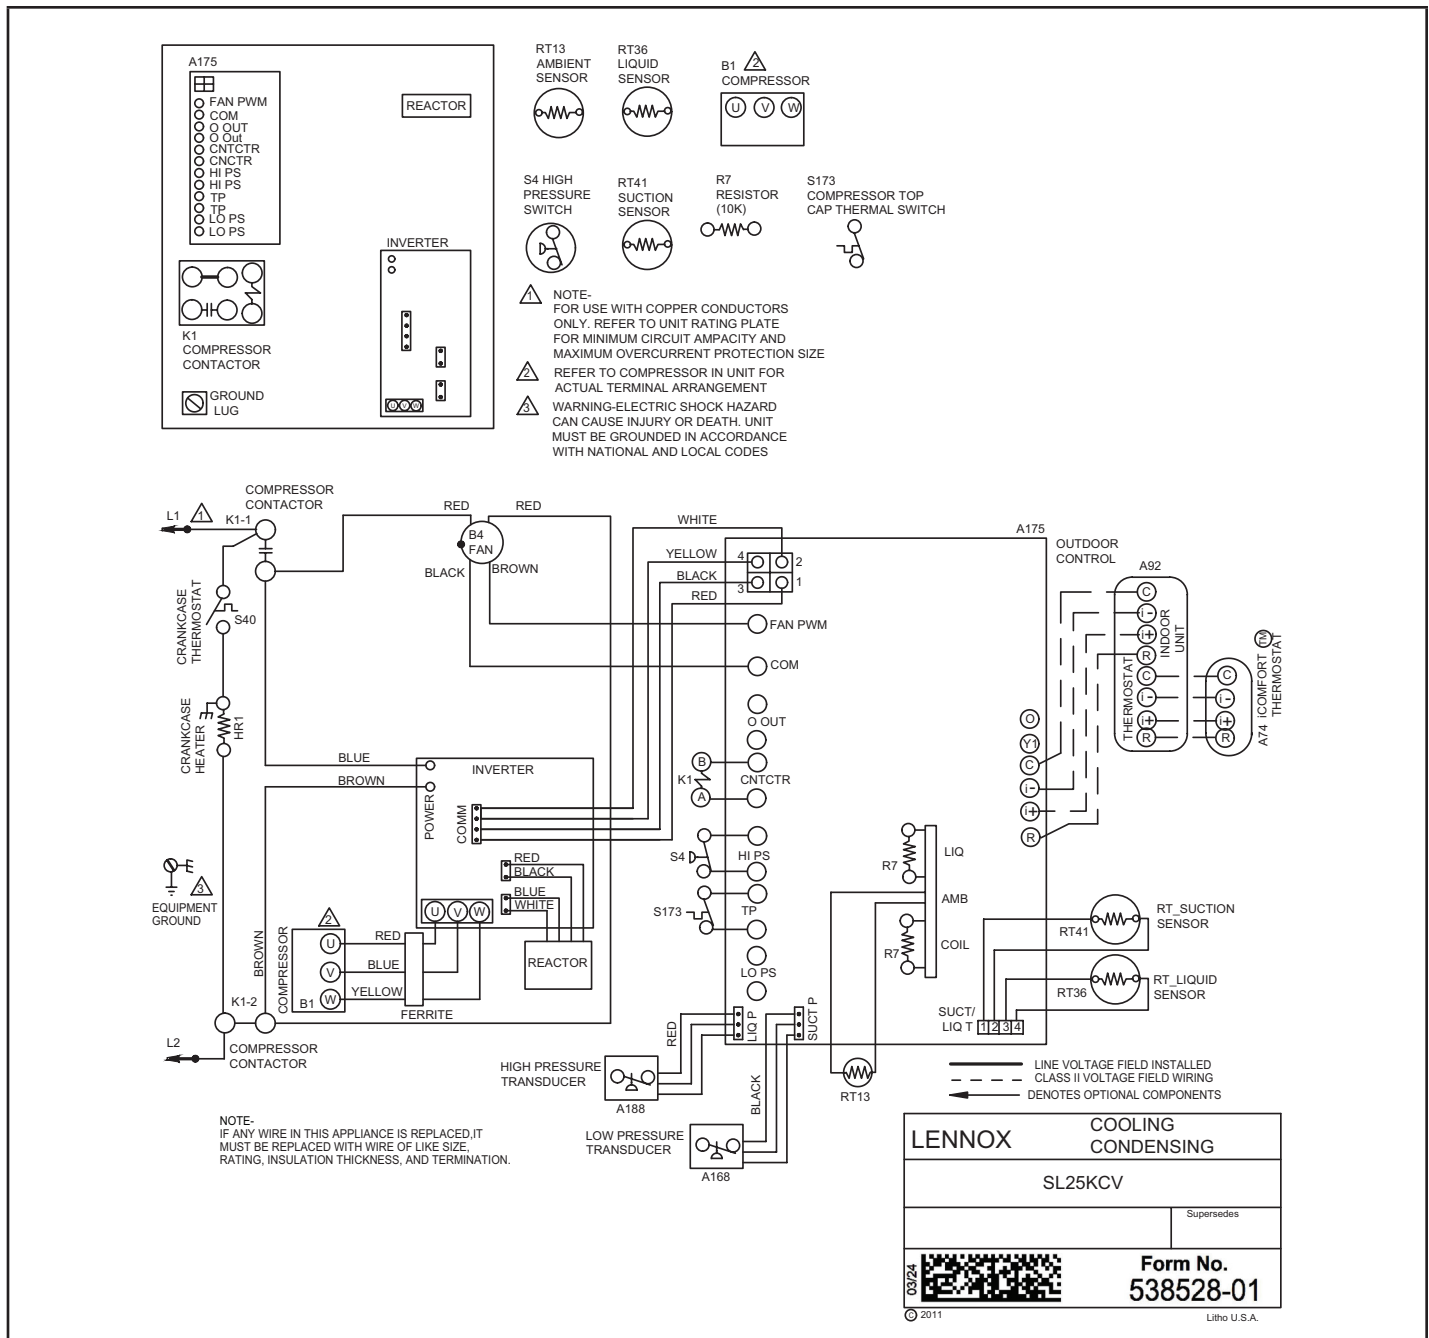 A175
FAN PWM
COM
O OUT
O Out
CNTCTR
CNCTR
HI PS
HI PS
TP
TP
LO PS
LO PS
REACTOR
K1
COMPRESSOR
CONTACTOR
GROUND
LUG
INVERTER
U V W
RT13
AMBIENT
SENSOR
RT36
LIQUID
SENSOR
B1 2
COMPRESSOR
U V W
S4 HIGH
PRESSURE
SWITCH
RT41
SUCTION
SENSOR
R7
RESISTOR
(10K)
S173
COMPRESSOR TOP
CAP THERMAL SWITCH
1 NOTE-
FOR USE WITH COPPER CONDUCTORS
ONLY. REFER TO UNIT RATING PLATE
FOR MINIMUM CIRCUIT AMPACITY AND
MAXIMUM OVERCURRENT PROTECTION SIZE
2 REFER TO COMPRESSOR IN UNIT FOR
ACTUAL TERMINAL ARRANGEMENT
3 WARNING-ELECTRIC SHOCK HAZARD
CAN CAUSE INJURY OR DEATH. UNIT
MUST BE GROUNDED IN ACCORDANCE
WITH NATIONAL AND LOCAL CODES
COMPRESSOR
CONTACTOR
L1 1 K1-1
RED
RED
B4
FAN
BLACK
BROWN
CRANKCASE
THERMOSTAT
S40
CRANKCASE
HEATER
HR1
BLUE
BROWN
INVERTER
POWER
COMM
RED
BLACK
BLUE
WHITE
U V W
REACTOR
3
EQUIPMENT
GROUND
BROWN
2
COMPRESSOR
U
V
W
B1
RED
BLUE
YELLOW
FERRITE
K1-2
L2
COMPRESSOR
CONTACTOR
WHITE
YELLOW
BLACK
RED
4
2
3
1
A175
OUTDOOR
CONTROL
FAN PWM
COM
O OUT
B
K1
A
CNTCTR
S4
HI PS
S173
TP
LO PS
LIQ P
SUCT P
RED
BLACK
HIGH PRESSURE
TRANSDUCER
A188
LOW PRESSURE
TRANSDUCER
A168
R7
LIQ
AMB
R7
COIL
RT13
O
Y1
C
i-
i+
R
A92
C
i-
i+
R
C
i-
i+
R
INDOOR
UNIT
THERMOSTAT
C
i-
i+
R
A74 iCOMFORT TM
THERMOSTAT
RT41
RT_SUCTION
SENSOR
RT36
RT_LIQUID
SENSOR
SUCT/
LIQ T
1 2 3 4
LINE VOLTAGE FIELD INSTALLED
CLASS II VOLTAGE FIELD WIRING
DENOTES OPTIONAL COMPONENTS
NOTE-
IF ANY WIRE IN THIS APPLIANCE IS REPLACED,IT
MUST BE REPLACED WITH WIRE OF LIKE SIZE,
RATING, INSULATION THICKNESS, AND TERMINATION.
LENNOX
COOLING
CONDENSING
SL25KCV
Supersedes
03/24
Form No.
538528-01
© 2011
Litho U.S.A.